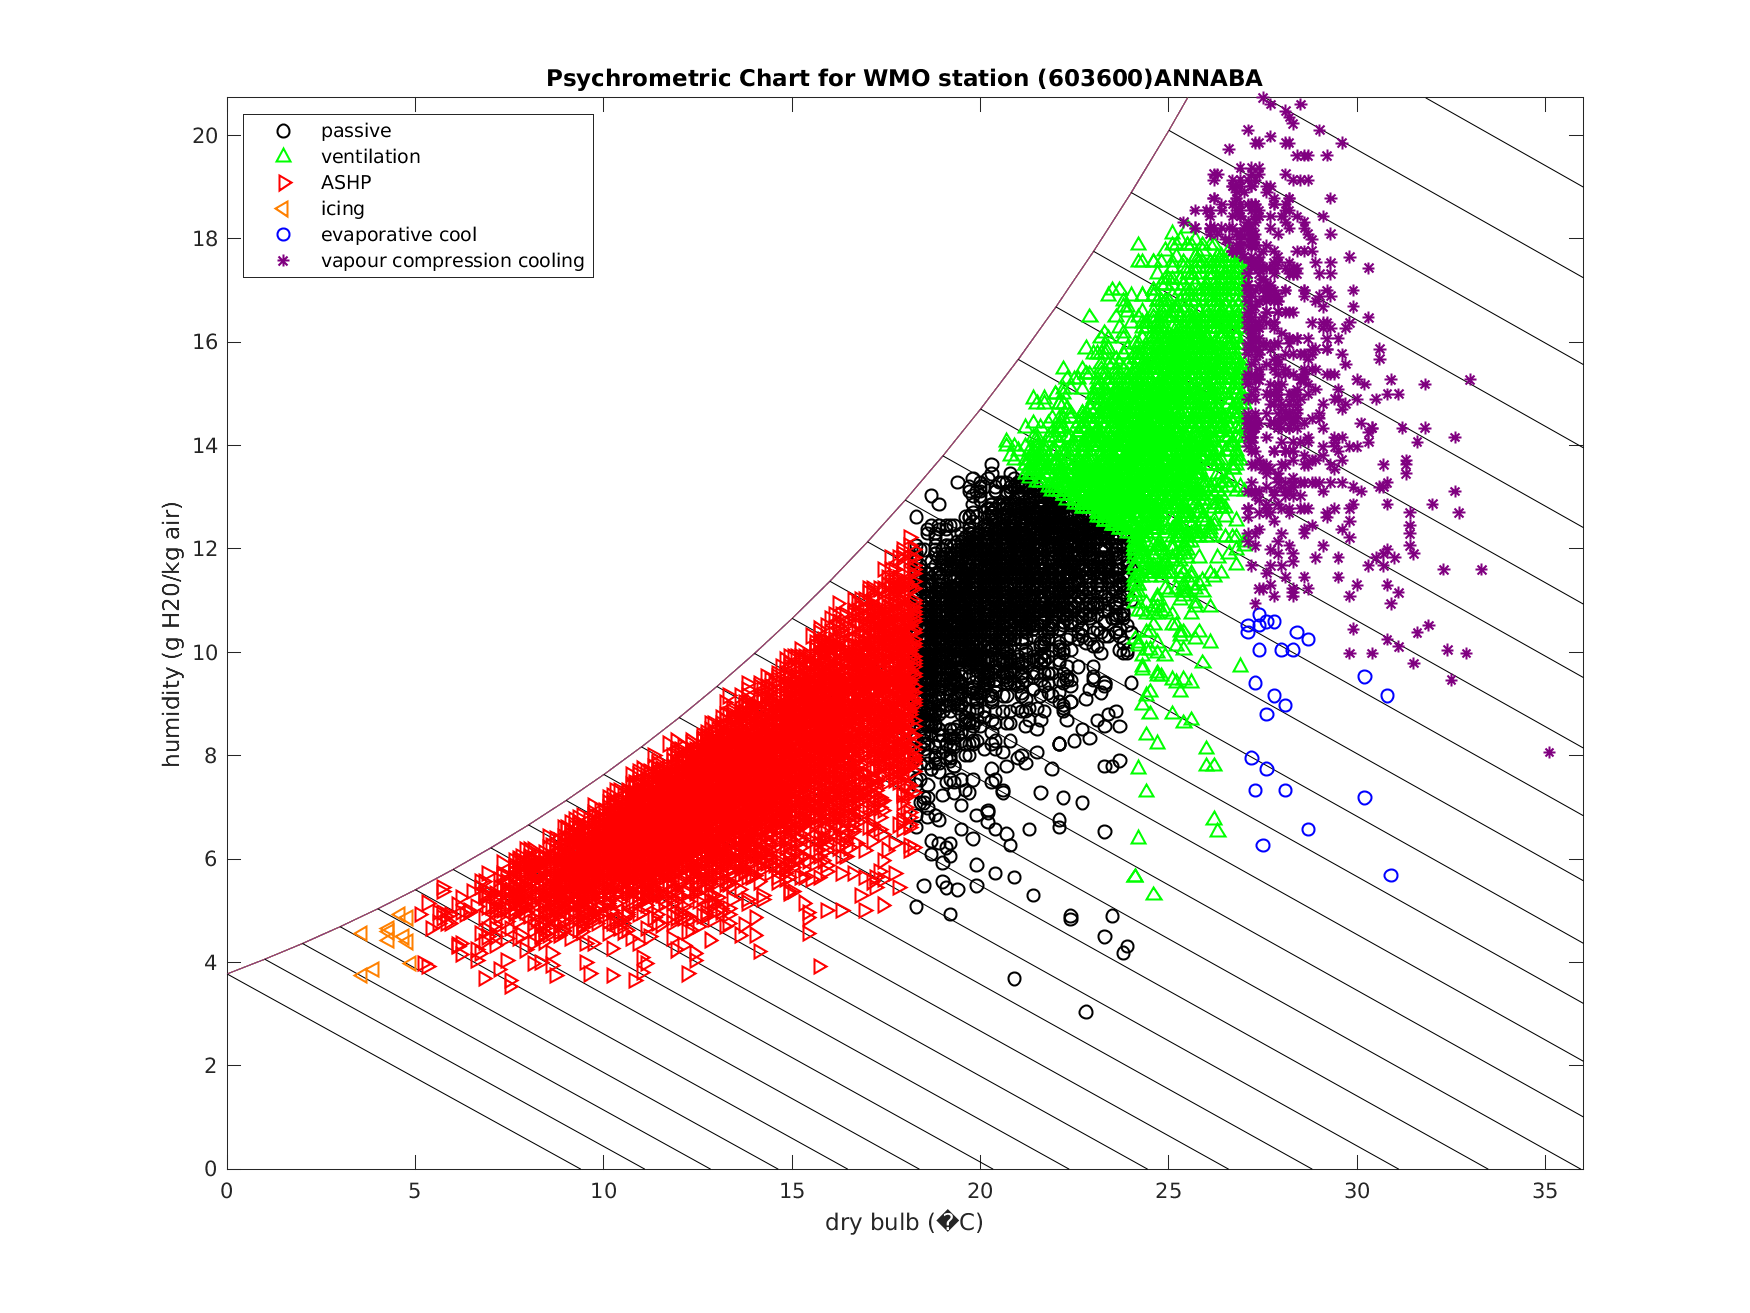 Psychrometric Chart for WMO station (603600)ANNABA
passive
ventilation
ASHP
icing
evaporative cool
vapour compression cooling
humidity (g H20/kg air)
20
18
16
14
12
10
8
6
4
2
0
0 5 10 15 20 25 30 35
dry bulb (�C)